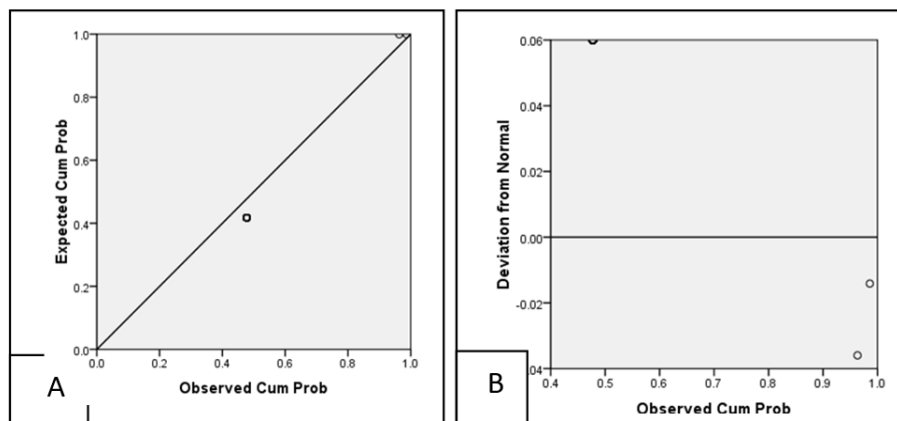 Expected Cum Prob
1.0
0.8
0.6
0.4
0.2
0.0
0.0 0.2 0.4 0.6 0.8 1.0
Observed Cum Prob
A
Deviation from Normal
0.06
0.04
0.02
0.00
-0.02
.04
0.4 0.5 0.6 0.7 0.8 0.9 1.0
Observed Cum Prob
B